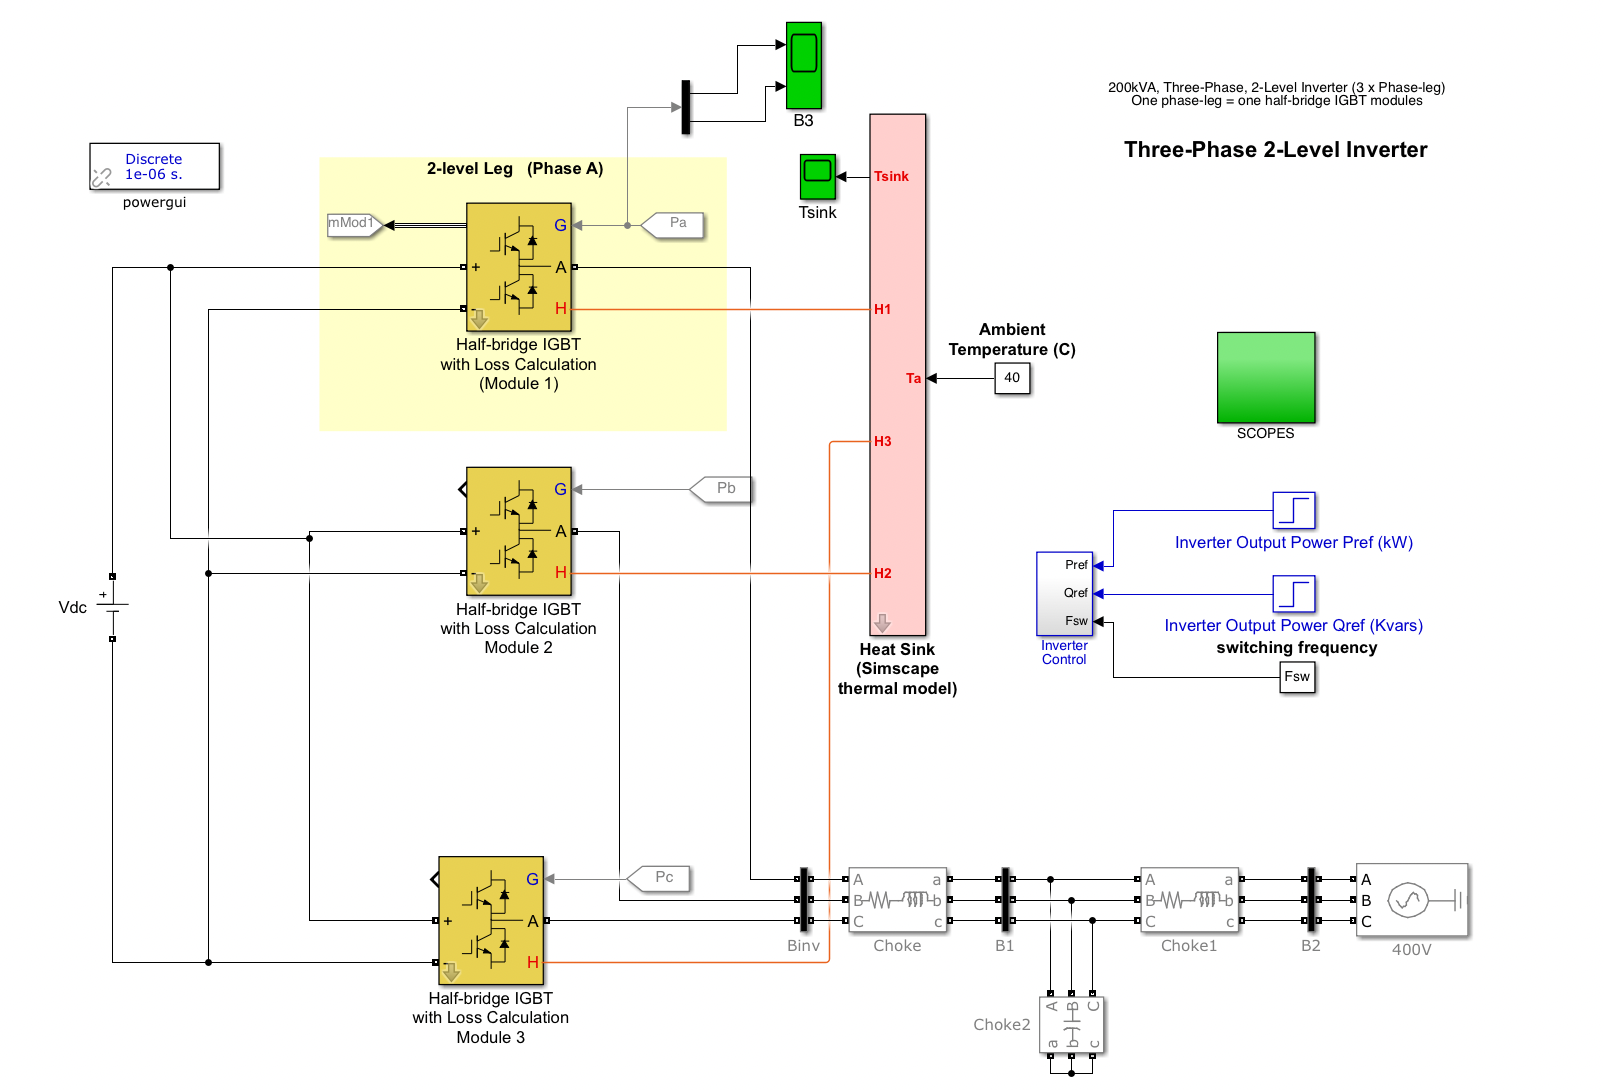 200kVA, Three-Phase, 2-Level Inverter (3 x Phase-leg)
One phase-leg = one half-bridge IGBT modules
Three-Phase 2-Level Inverter
B3
Discrete
1e-06 s.
powergui
2-level Leg (Phase A)
mMod1
G
Pa
+
A
-
H
Half-bridge IGBT
with Loss Calculation
(Module 1)
Tsink
Tsink
H1
Ta
H3
H2
Heat Sink
(Simscape
thermal model)
Ambient
Temperature (C)
40
SCOPES
G
Pb
+
A
-
H
Half-bridge IGBT
with Loss Calculation
Module 2
Vdc
+
Pref
Qref
Fsw
Inverter
Control
Inverter Output Power Pref (kW)
Inverter Output Power Qref (Kvars)
switching frequency
Fsw
G
Pc
+
A
-
H
Half-bridge IGBT
with Loss Calculation
Module 3
Binv
A a
B b
C c
Choke
B1
A a
B b
C c
Choke1
B2
A
B
C
400V
Choke2
A B C
a b c